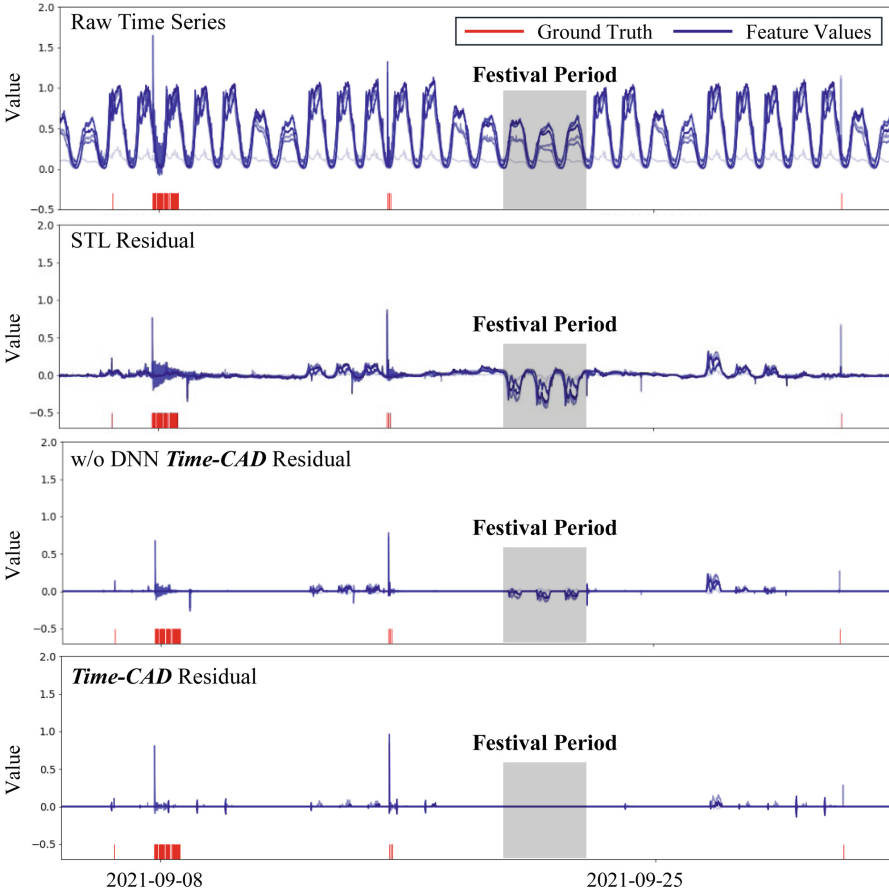 Raw Time Series
Ground Truth
Feature Values
Festival Period
Value
2.0
1.5
1.0
0.5
0.0
−0.5
STL Residual
Festival Period
Value
2.0
1.5
1.0
0.5
0.0
−0.5
w/o DNN Time-CAD Residual
Festival Period
Value
2.0
1.5
1.0
0.5
0.0
−0.5
Time-CAD Residual
Festival Period
Value
2.0
1.5
1.0
0.5
0.0
−0.5
2021-09-08
2021-09-25